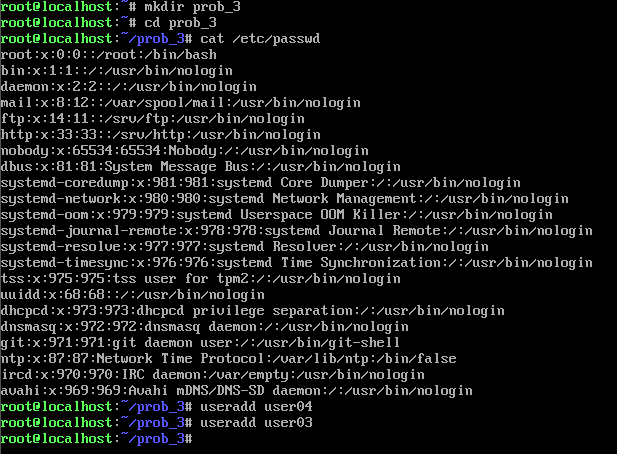 root@localhost:~# mkdir prob_3
root@localhost:~# cd prob_3
root@localhost:~/prob_3# cat /etc/passwd
root:x:0:0::/root:/bin/bash
bin:x:1:1::/:/usr/bin/nologin
daemon:x:2:2::/:/usr/bin/nologin
mail:x:8:12::/var/spool/mail:/usr/bin/nologin
ftp:x:14:11::/srv/ftp:/usr/bin/nologin
http:x:33:33::/srv/http:/usr/bin/nologin
nobody:x:65534:65534:Nobody:/:/usr/bin/nologin
dbus:x:81:81:System Message Bus:/:/usr/bin/nologin
systemd-coredump:x:981:981:systemd Core Dumper:/:/usr/bin/nologin
systemd-network:x:980:980:systemd Network Management:/:/usr/bin/nologin
systemd-oom:x:979:979:systemd Userspace OOM Killer:/:/usr/bin/nologin
systemd-journal-remote:x:978:978:systemd Journal Remote:/:/usr/bin/nologin
systemd-resolve:x:977:977:systemd Resolver:/:/usr/bin/nologin
systemd-timesync:x:976:976:systemd Time Synchronization:/:/usr/bin/nologin
tss:x:975:975:tss user for tpm2:/:/usr/bin/nologin
uuidd:x:68:68::/:/usr/bin/nologin
dhcpcd:x:973:973:dhcpcd privilege separation:/:/usr/bin/nologin
dnsmasq:x:972:972:dnsmasq daemon:/:/usr/bin/nologin
git:x:971:971:git daemon user:/:/usr/bin/git-shell
ntp:x:87:87:Network Time Protocol:/var/lib/ntp:/bin/false
ircd:x:970:970:IRC daemon:/var/empty:/usr/bin/nologin
avahi:x:969:969:Avahi mDNS/DNS-SD daemon:/:/usr/bin/nologin
root@localhost:~/prob_3# useradd user04
root@localhost:~/prob_3# useradd user03
root@localhost:~/prob_3#